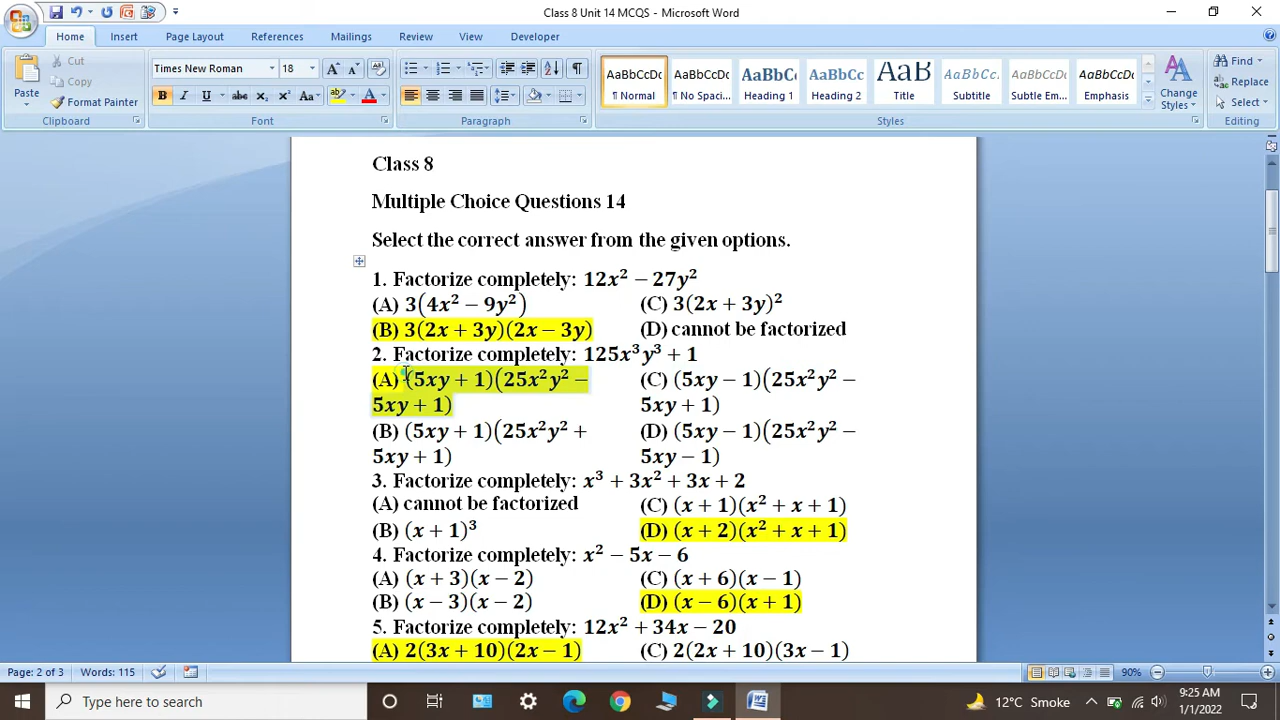 Class 8 Unit 14 MCQS - Microsoft Word
Home Insert Page Layout References Mailings Review View Developer
Paste
Cut
Copy
Format Painter
Clipboard
Times New Roman 18
B I U abc x₂ x² Aa
Font
Paragraph
AaBbCcDc AaBbCcDc AaBbC AaBbCc AaB AaBbCc. AaBbCcDc AaBbCcDc
¶ Normal ¶ No Spaci... Heading 1 Heading 2 Title Subtitle Subtle Em... Emphasis
Styles
Change Styles
Find
Replace
Select
Editing
Class 8
Multiple Choice Questions 14
Select the correct answer from the given options.
1. Factorize completely: 12x² − 27y²
(A) 3(4x² − 9y²) (C) 3(2x + 3y)²
(B) 3(2x + 3y)(2x − 3y) (D) cannot be factorized
2. Factorize completely: 125x³y³ + 1
(A) (5xy + 1)(25x²y² − (C) (5xy − 1)(25x²y² −
5xy + 1) 5xy + 1)
(B) (5xy + 1)(25x²y² + (D) (5xy − 1)(25x²y² −
5xy + 1) 5xy − 1)
3. Factorize completely: x³ + 3x² + 3x + 2
(A) cannot be factorized (C) (x + 1)(x² + x + 1)
(B) (x + 1)³ (D) (x + 2)(x² + x + 1)
4. Factorize completely: x² − 5x − 6
(A) (x + 3)(x − 2) (C) (x + 6)(x − 1)
(B) (x − 3)(x − 2) (D) (x − 6)(x + 1)
5. Factorize completely: 12x² + 34x − 20
(A) 2(3x + 10)(2x − 1) (C) 2(2x + 10)(3x − 1)
Page: 2 of 3 Words: 115 90%
Type here to search
12°C Smoke
9:25 AM
1/1/2022